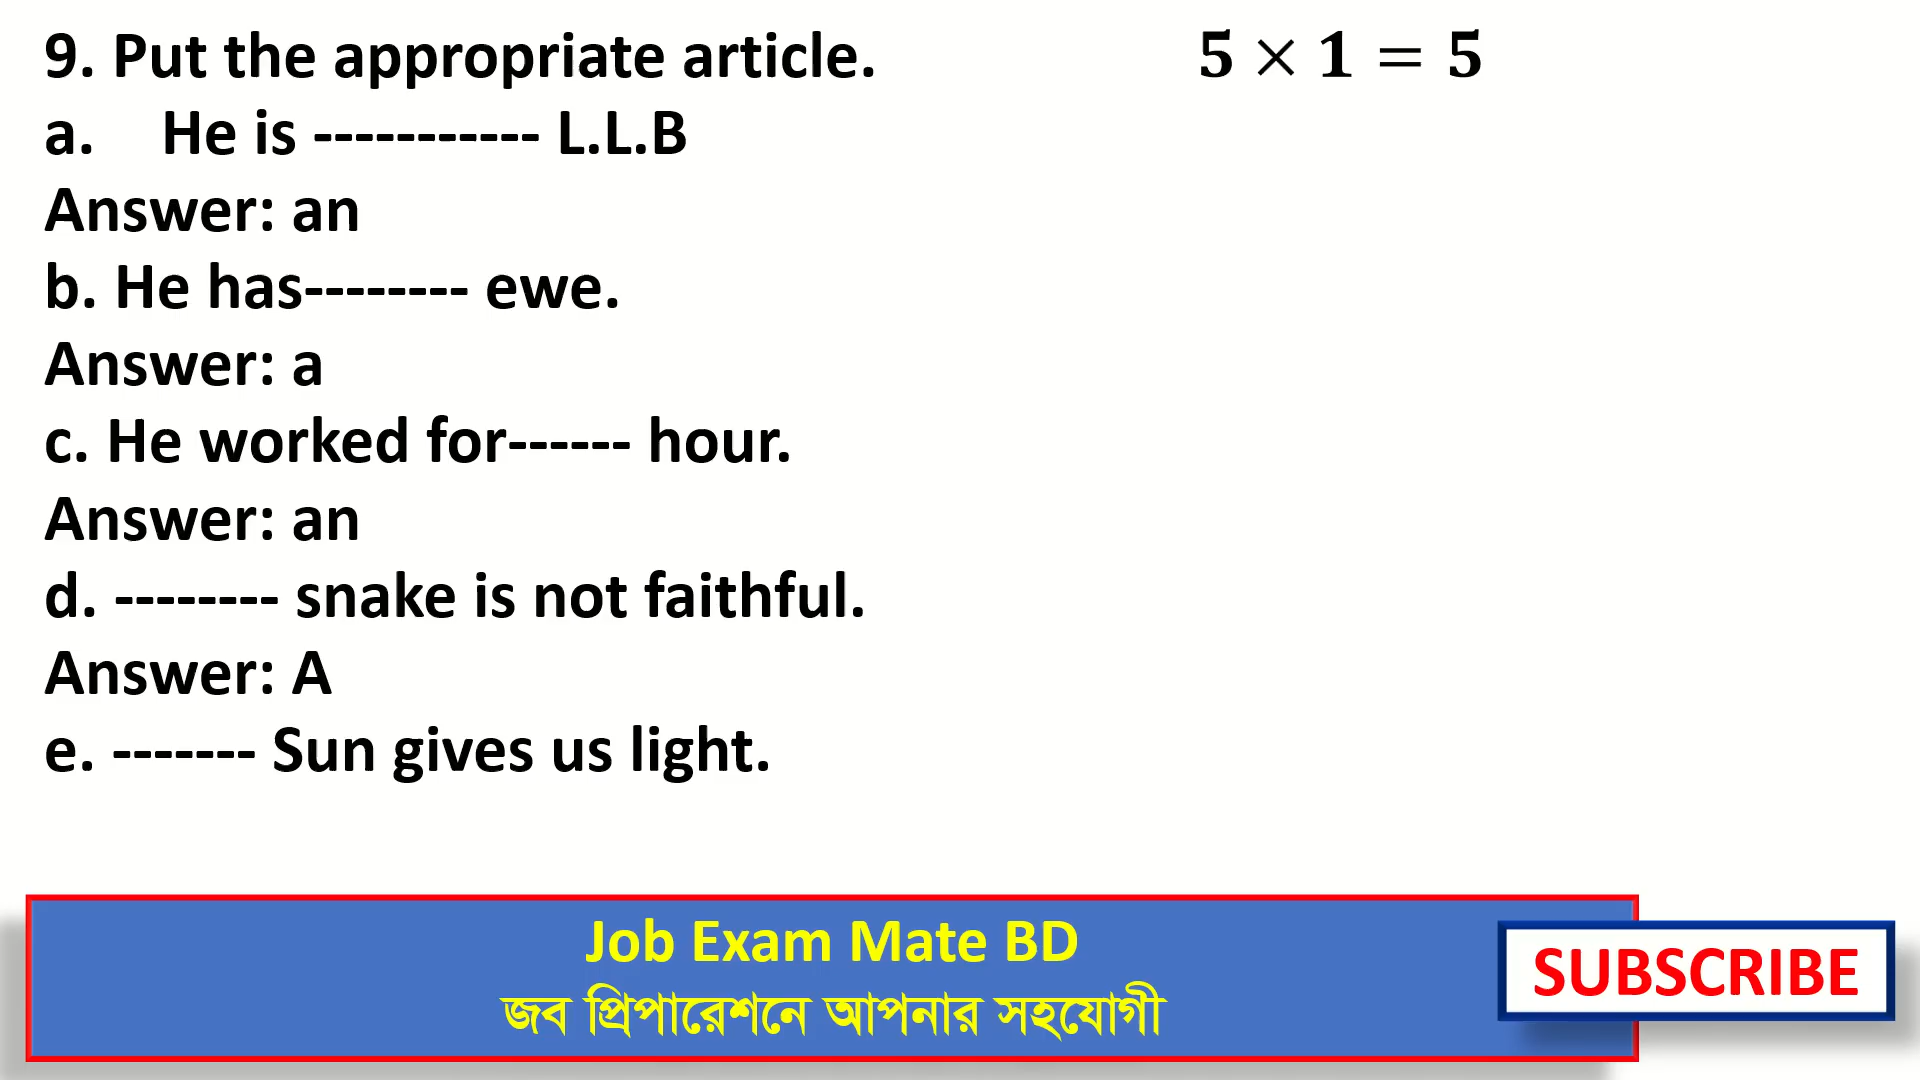 9. Put the appropriate article. 5 × 1 = 5
a. He is ----------- L.L.B
Answer: an
b. He has-------- ewe.
Answer: a
c. He worked for------ hour.
Answer: an
d. -------- snake is not faithful.
Answer: A
e. ------- Sun gives us light.
Job Exam Mate BD
জব প্রিপারেশনে আপনার সহযোগী
SUBSCRIBE